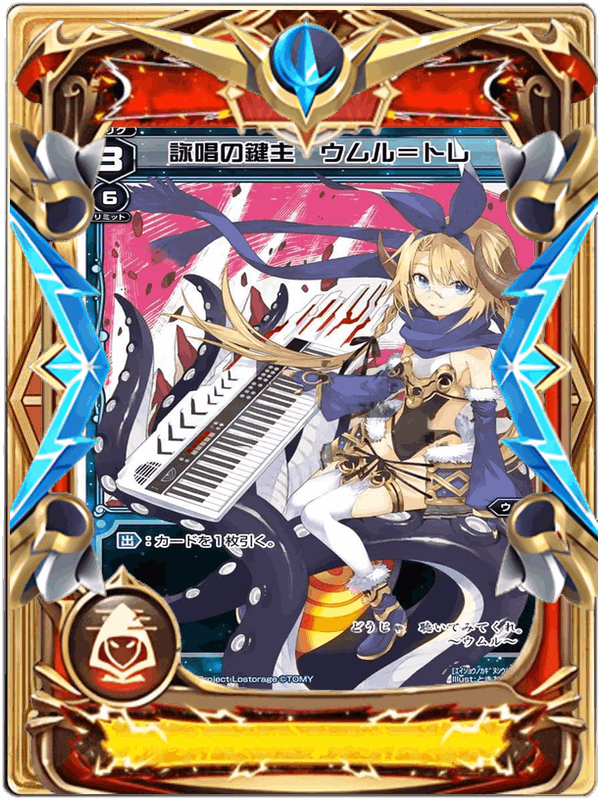 詠唱の鍵主 ウムル＝トレ
3
6
リミット
出：カードを1枚引く。
どうじゃ 聴いてみてくれ。
～ウムル～
roject:Lostorage ©TOMY